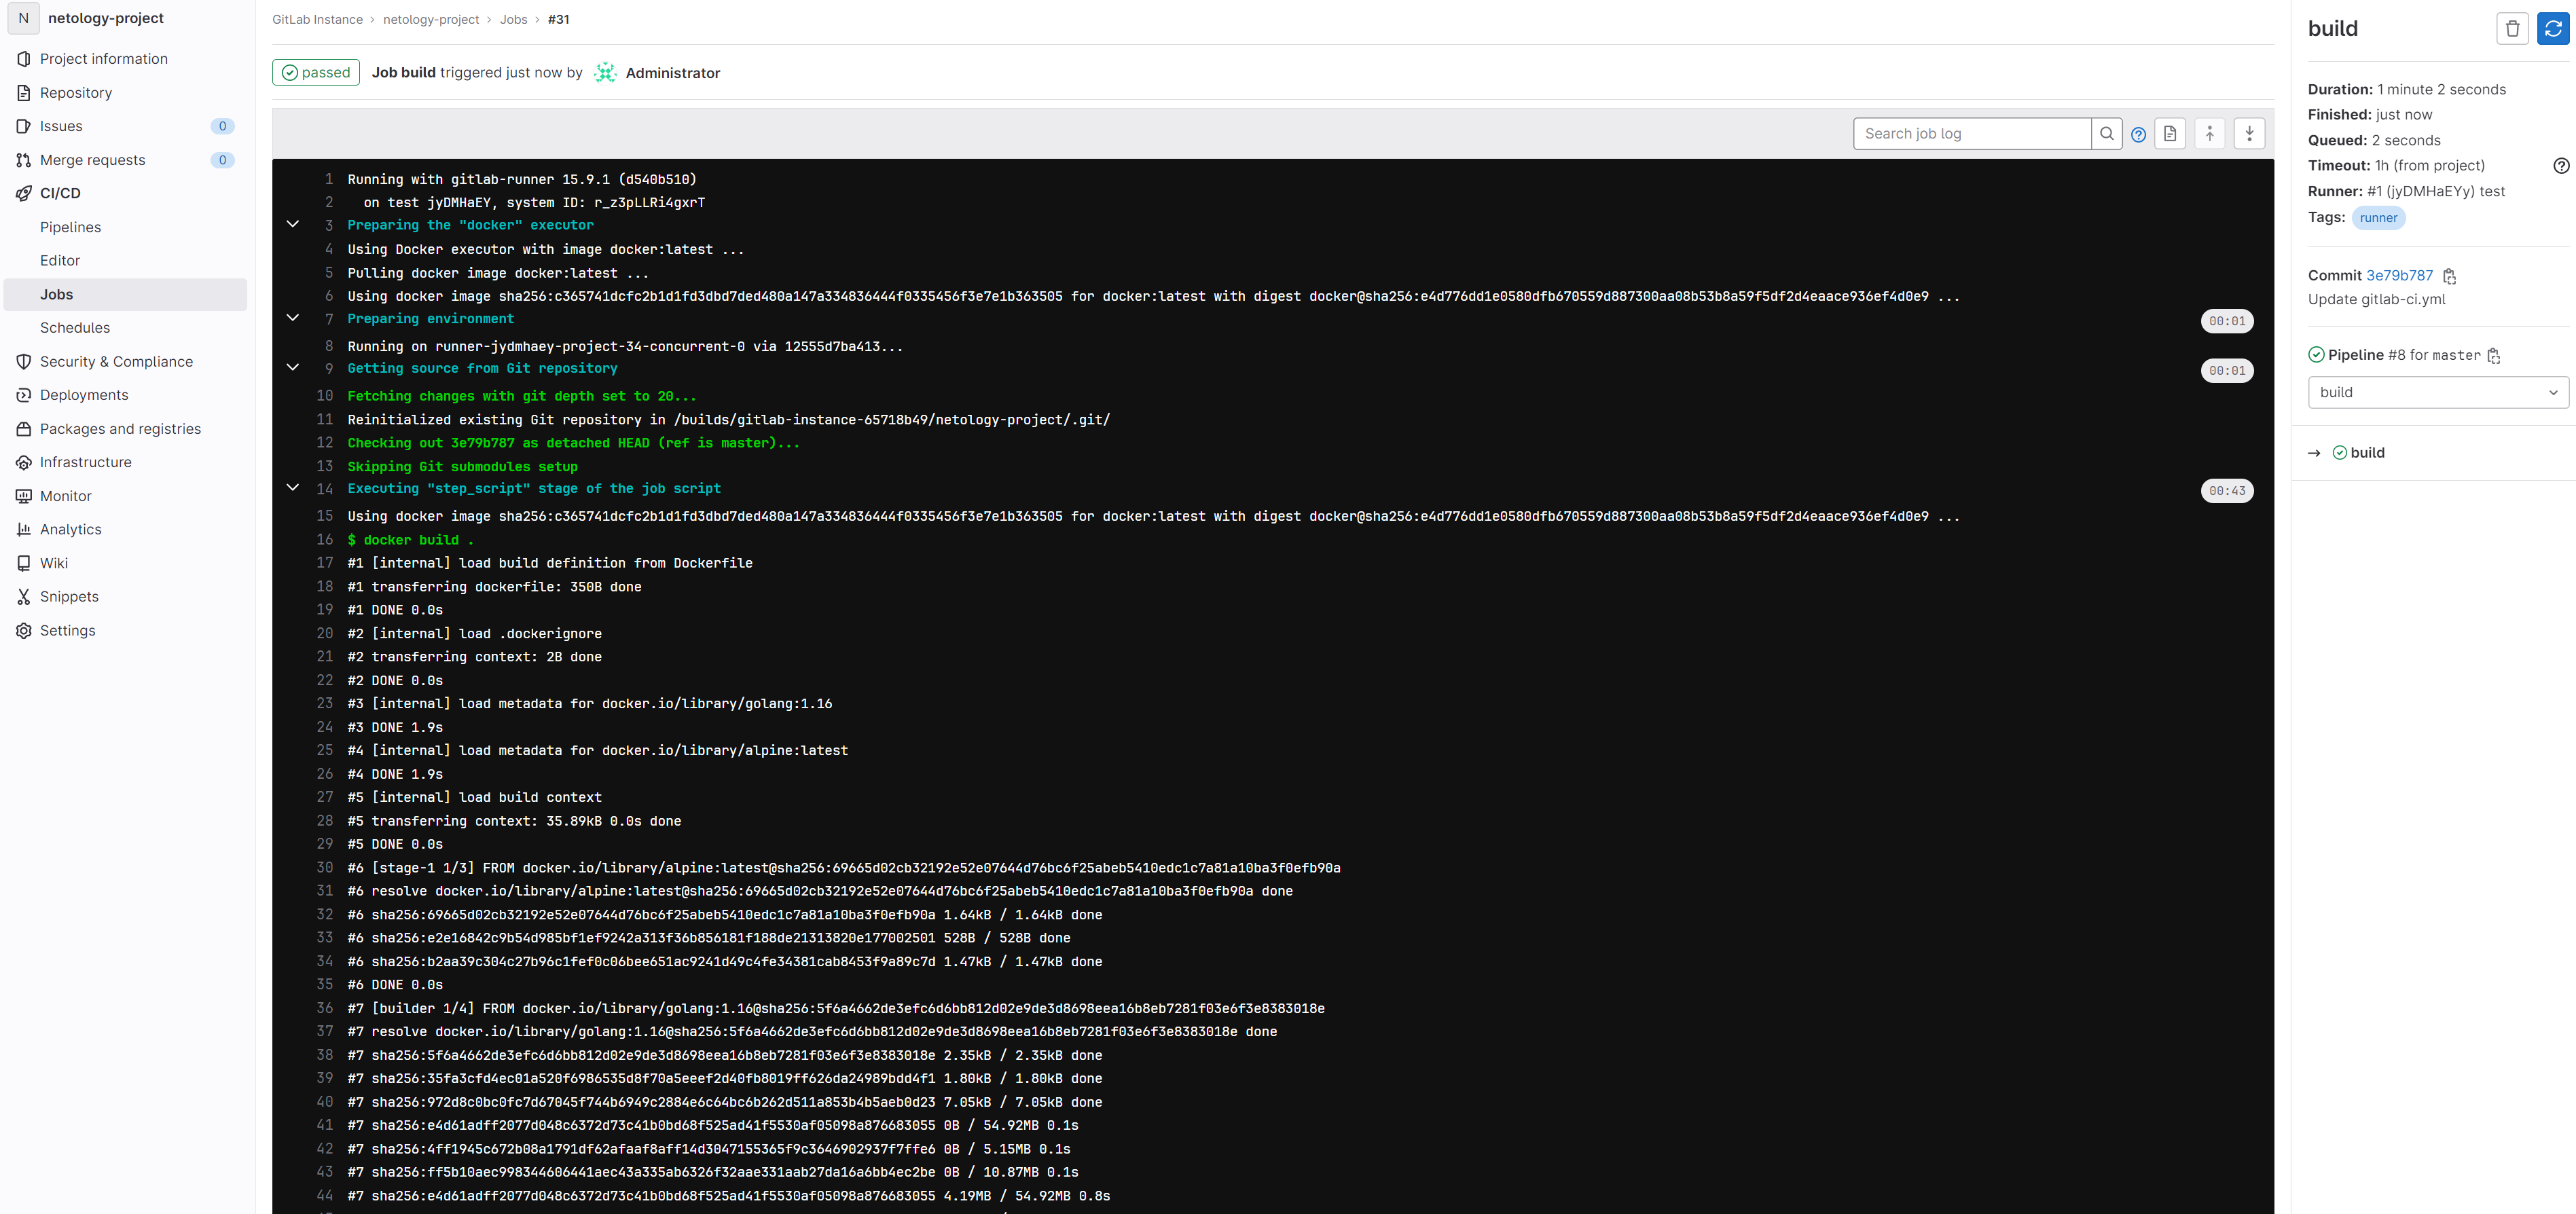 N netology-project
Project information
Repository
Issues 0
Merge requests 0
CI/CD
Pipelines
Editor
Jobs
Schedules
Security & Compliance
Deployments
Packages and registries
Infrastructure
Monitor
Analytics
Wiki
Snippets
Settings
GitLab Instance › netology-project › Jobs › #31
passed Job build triggered just now by Administrator
Search job log
1 Running with gitlab-runner 15.9.1 (d540b510)
2 on test jyDMHaEY, system ID: r_z3pLLRi4gxrT
3 Preparing the "docker" executor
4 Using Docker executor with image docker:latest ...
5 Pulling docker image docker:latest ...
6 Using docker image sha256:c365741dcfc2b1d1fd3dbd7ded480a147a334836444f0335456f3e7e1b363505 for docker:latest with digest docker@sha256:e4d776dd1e0580dfb670559d887300aa08b53b8a59f5df2d4eaace936ef4d0e9 ...
7 Preparing environment 00:01
8 Running on runner-jydmhaey-project-34-concurrent-0 via 12555d7ba413...
9 Getting source from Git repository 00:01
10 Fetching changes with git depth set to 20...
11 Reinitialized existing Git repository in /builds/gitlab-instance-65718b49/netology-project/.git/
12 Checking out 3e79b787 as detached HEAD (ref is master)...
13 Skipping Git submodules setup
14 Executing "step_script" stage of the job script 00:43
15 Using docker image sha256:c365741dcfc2b1d1fd3dbd7ded480a147a334836444f0335456f3e7e1b363505 for docker:latest with digest docker@sha256:e4d776dd1e0580dfb670559d887300aa08b53b8a59f5df2d4eaace936ef4d0e9 ...
16 $ docker build .
17 #1 [internal] load build definition from Dockerfile
18 #1 transferring dockerfile: 350B done
19 #1 DONE 0.0s
20 #2 [internal] load .dockerignore
21 #2 transferring context: 2B done
22 #2 DONE 0.0s
23 #3 [internal] load metadata for docker.io/library/golang:1.16
24 #3 DONE 1.9s
25 #4 [internal] load metadata for docker.io/library/alpine:latest
26 #4 DONE 1.9s
27 #5 [internal] load build context
28 #5 transferring context: 35.89kB 0.0s done
29 #5 DONE 0.0s
30 #6 [stage-1 1/3] FROM docker.io/library/alpine:latest@sha256:69665d02cb32192e52e07644d76bc6f25abeb5410edc1c7a81a10ba3f0efb90a
31 #6 resolve docker.io/library/alpine:latest@sha256:69665d02cb32192e52e07644d76bc6f25abeb5410edc1c7a81a10ba3f0efb90a done
32 #6 sha256:69665d02cb32192e52e07644d76bc6f25abeb5410edc1c7a81a10ba3f0efb90a 1.64kB / 1.64kB done
33 #6 sha256:e2e16842c9b54d985bf1ef9242a313f36b856181f188de21313820e177002501 528B / 528B done
34 #6 sha256:b2aa39c304c27b96c1fef0c06bee651ac9241d49c4fe34381cab8453f9a89c7d 1.47kB / 1.47kB done
35 #6 DONE 0.0s
36 #7 [builder 1/4] FROM docker.io/library/golang:1.16@sha256:5f6a4662de3efc6d6bb812d02e9de3d8698eea16b8eb7281f03e6f3e8383018e
37 #7 resolve docker.io/library/golang:1.16@sha256:5f6a4662de3efc6d6bb812d02e9de3d8698eea16b8eb7281f03e6f3e8383018e done
38 #7 sha256:5f6a4662de3efc6d6bb812d02e9de3d8698eea16b8eb7281f03e6f3e8383018e 2.35kB / 2.35kB done
39 #7 sha256:35fa3cfd4ec01a520f6986535d8f70a5eeef2d40fb8019ff626da24989bdd4f1 1.80kB / 1.80kB done
40 #7 sha256:972d8c0bc0fc7d67045f744b6949c2884e6c64bc6b262d511a853b4b5aeb0d23 7.05kB / 7.05kB done
41 #7 sha256:e4d61adff2077d048c6372d73c41b0bd68f525ad41f5530af05098a876683055 0B / 54.92MB 0.1s
42 #7 sha256:4ff1945c672b08a1791df62afaaf8aff14d3047155365f9c3646902937f7ffe6 0B / 5.15MB 0.1s
43 #7 sha256:ff5b10aec998344606441aec43a335ab6326f32aae331aab27da16a6bb4ec2be 0B / 10.87MB 0.1s
44 #7 sha256:e4d61adff2077d048c6372d73c41b0bd68f525ad41f5530af05098a876683055 4.19MB / 54.92MB 0.8s
build
Duration: 1 minute 2 seconds
Finished: just now
Queued: 2 seconds
Timeout: 1h (from project)
Runner: #1 (jyDMHaEYy) test
Tags: runner
Commit 3e79b787
Update gitlab-ci.yml
Pipeline #8 for master
build
→ build